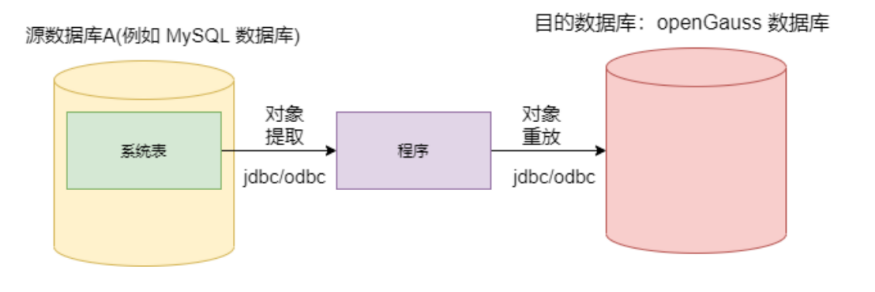 源数据库A(例如 MySQL 数据库)
目的数据库：openGauss 数据库
系统表
对象
提取
jdbc/odbc
程序
对象
重放
jdbc/odbc